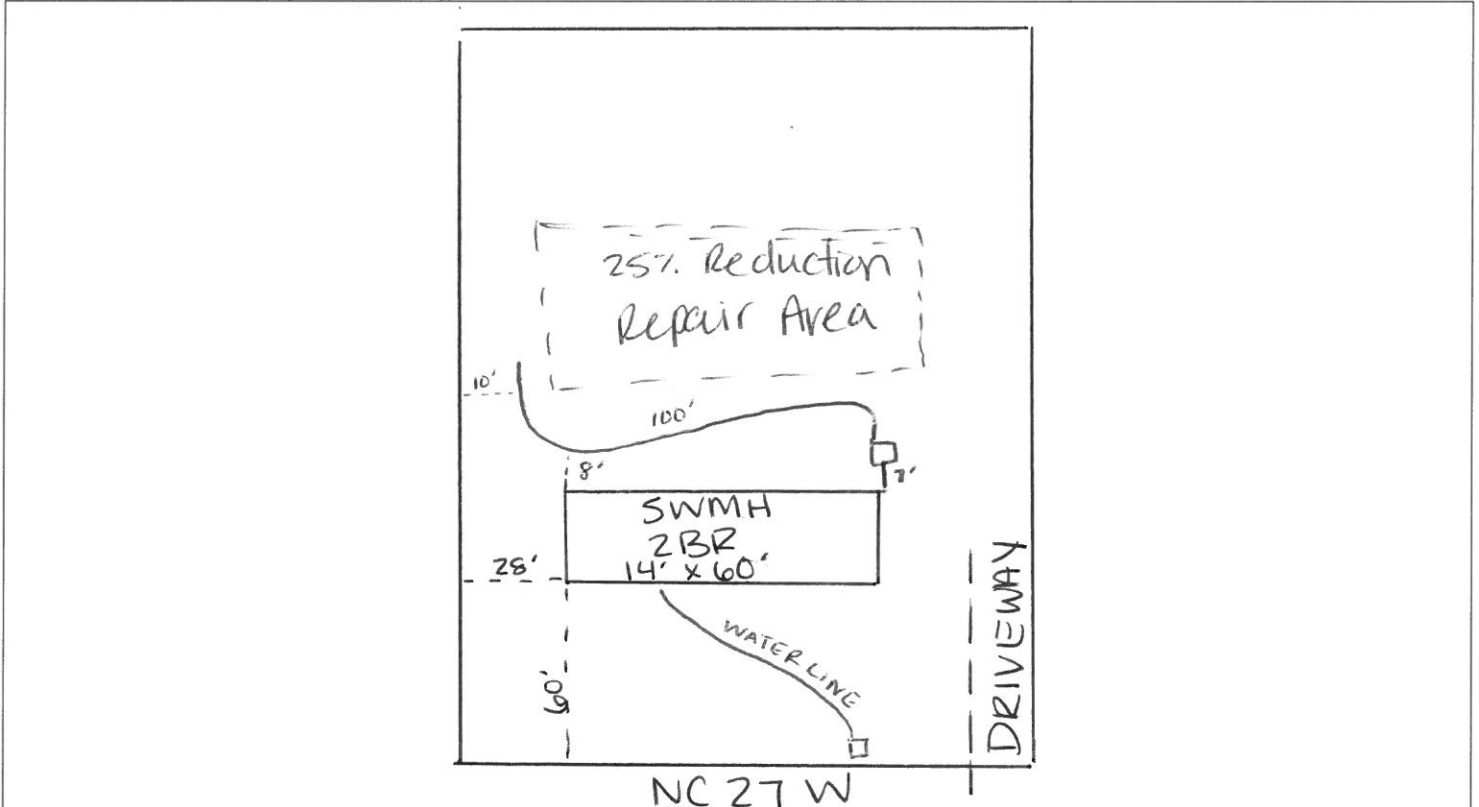 25% Reduction
Repair Area
10'
100'
8'
7'
SWMH
2BR
14' x 60'
28'
WATER LINE
60'
DRIVEWAY
NC 27 W